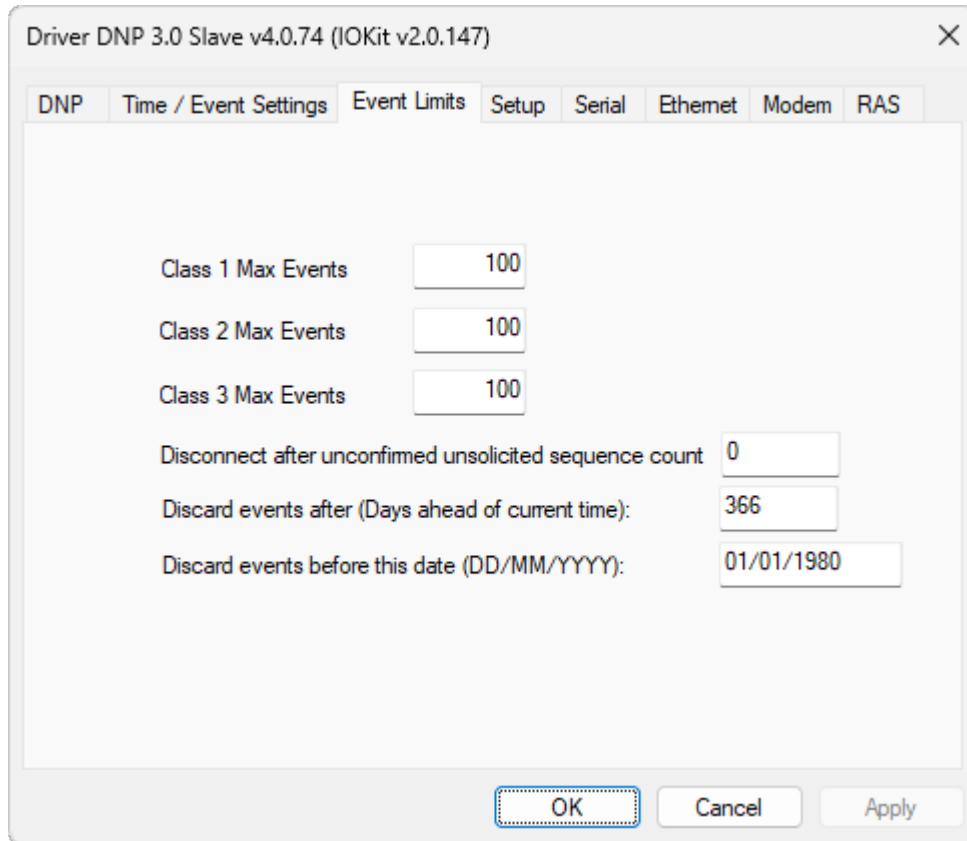 Driver DNP 3.0 Slave v4.0.74 (IOKit v2.0.147)
DNP Time / Event Settings Event Limits Setup Serial Ethernet Modem RAS
Class 1 Max Events 100
Class 2 Max Events 100
Class 3 Max Events 100
Disconnect after unconfirmed unsolicited sequence count 0
Discard events after (Days ahead of current time): 366
Discard events before this date (DD/MM/YYYY): 01/01/1980
OK Cancel Apply